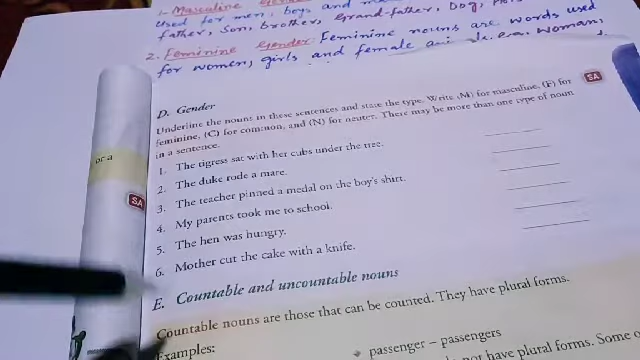 1. Masculine
used for men, boys and
father, Son, brother, Grand-father, Dog,
2. Feminine Gender: Feminine nouns are words used
for women, girls and female e.g. Woman,
D. Gender
SA
Underline the nouns in these sentences and state the type. Write (M) for masculine, (F) for
feminine, (C) for common, and (N) for neuter. There may be more than one type of noun
in a sentence.
or a
1. The tigress sat with her cubs under the tree.
2. The duke rode a mare.
SA
3. The teacher pinned a medal on the boy's shirt.
4. My parents took me to school.
5. The hen was hungry.
6. Mother cut the cake with a knife.
E. Countable and uncountable nouns
Countable nouns are those that can be counted. They have plural forms.
Examples:
passenger – passengers
not have plural forms. Some